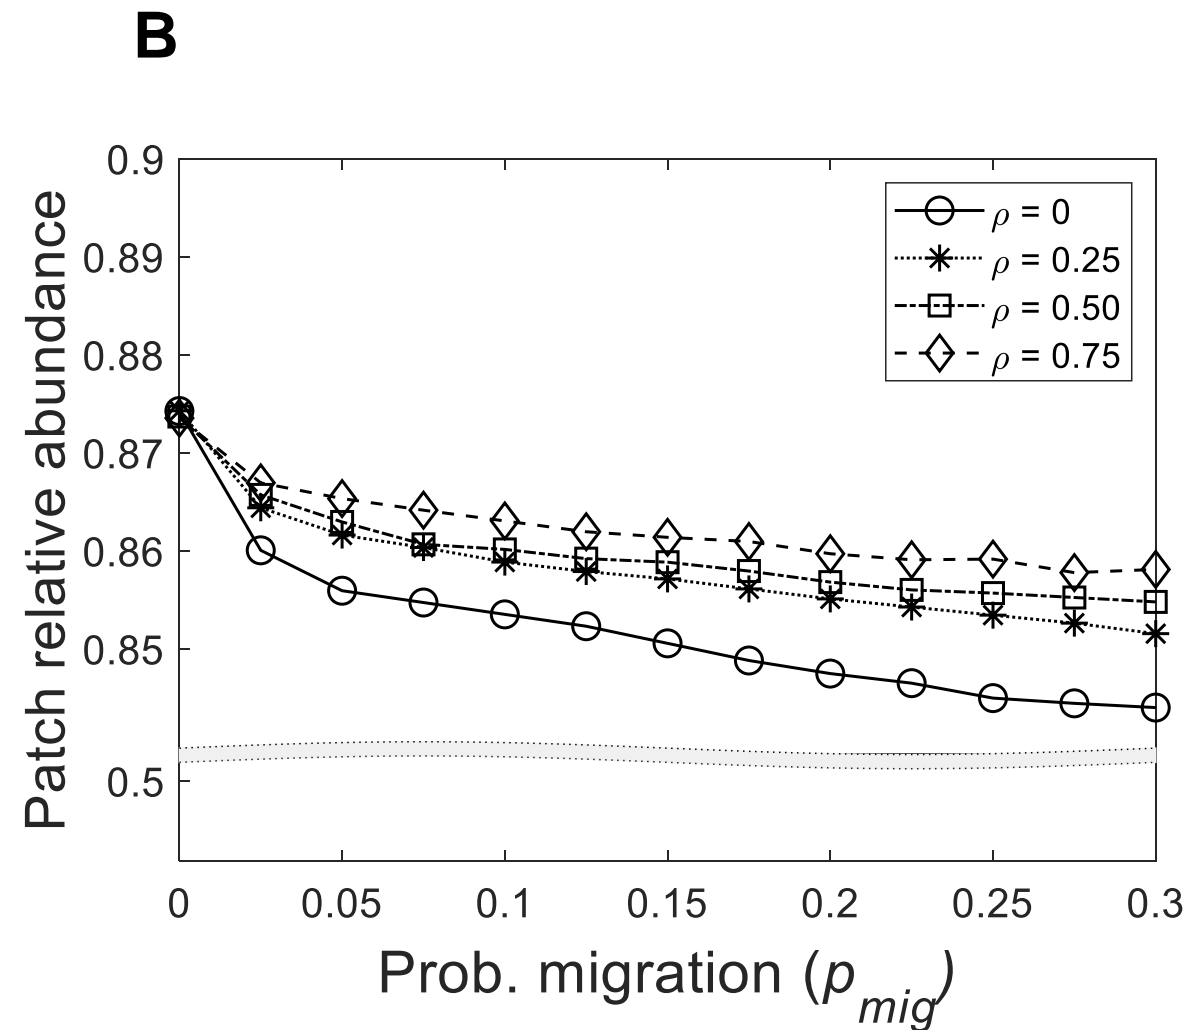 B
Patch relative abundance
0.9
0.89
0.88
0.87
0.86
0.85
0.5
ρ = 0
ρ = 0.25
ρ = 0.50
ρ = 0.75
0 0.05 0.1 0.15 0.2 0.25 0.3
Prob. migration (p_mig)